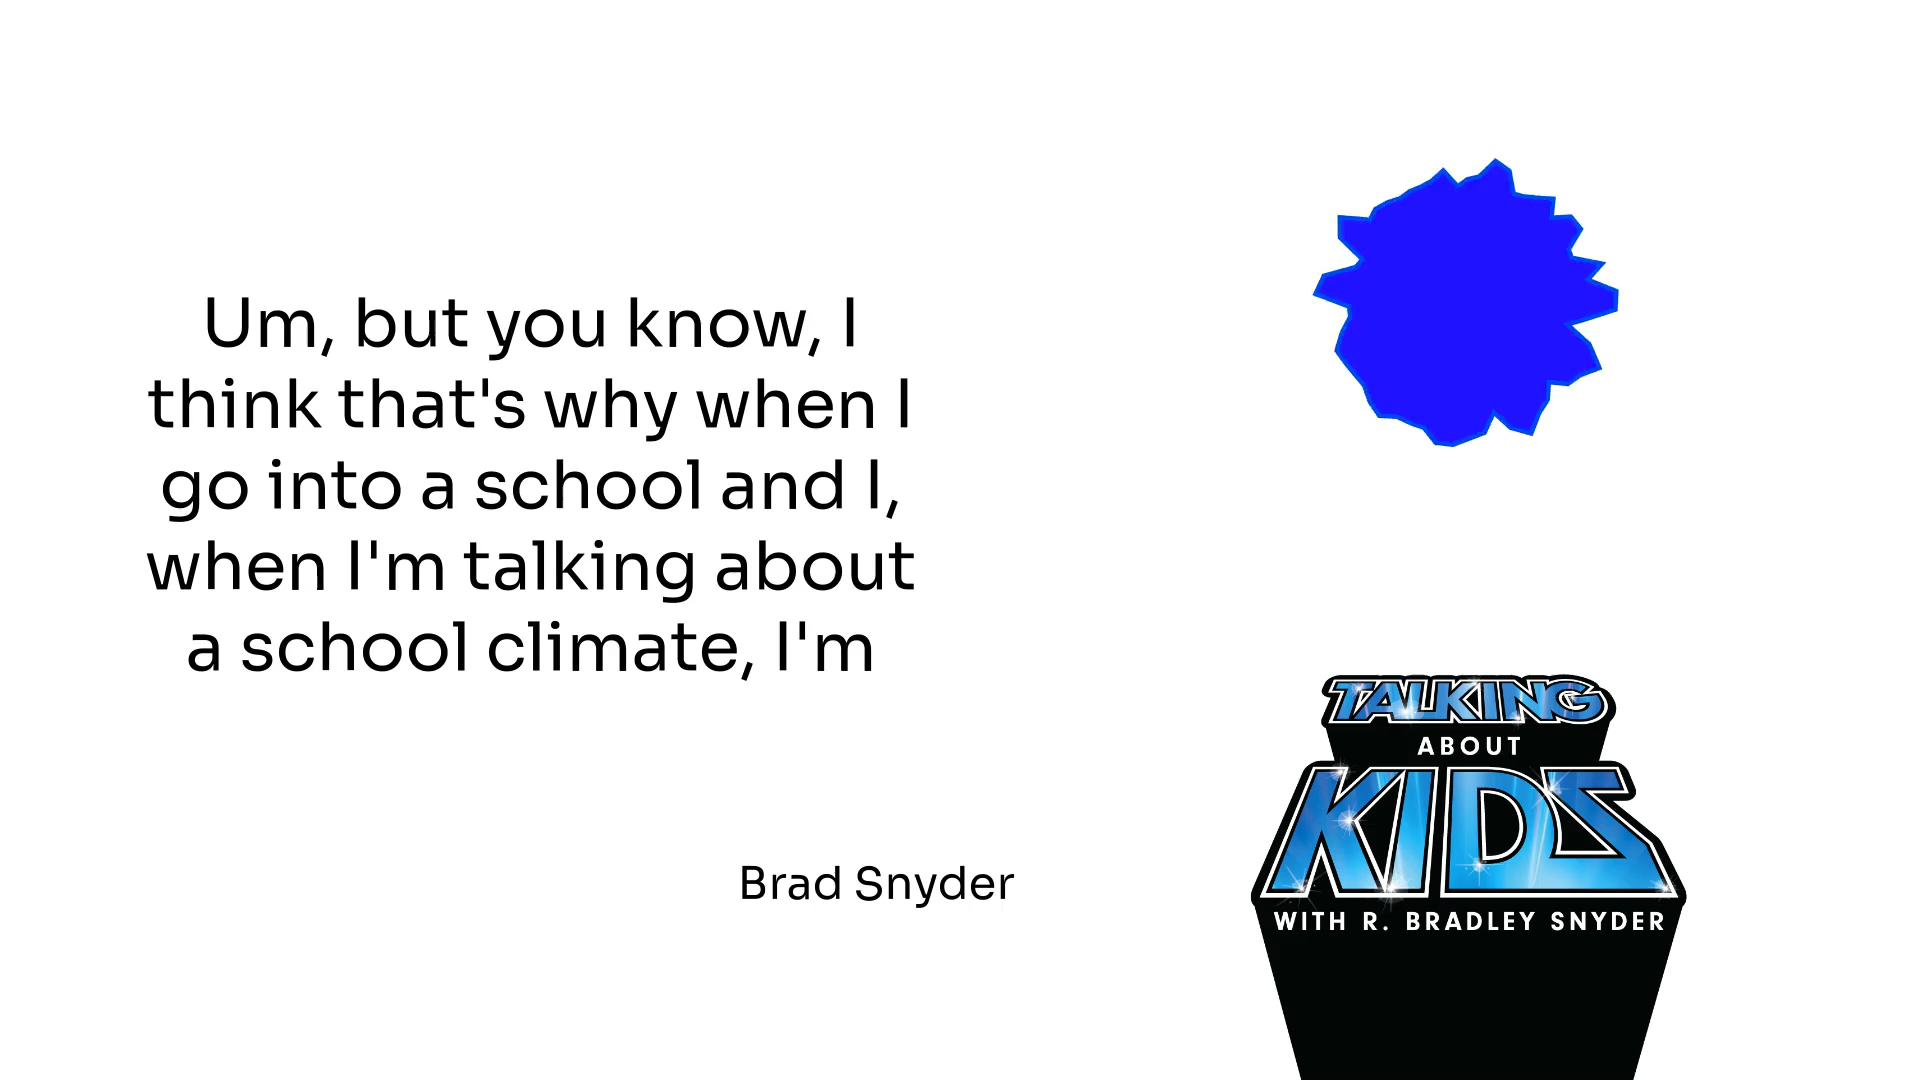 Um, but you know, I
think that's why when I
go into a school and I,
when I'm talking about
a school climate, I'm
Brad Snyder
TALKING
ABOUT
KIDS
WITH R. BRADLEY SNYDER